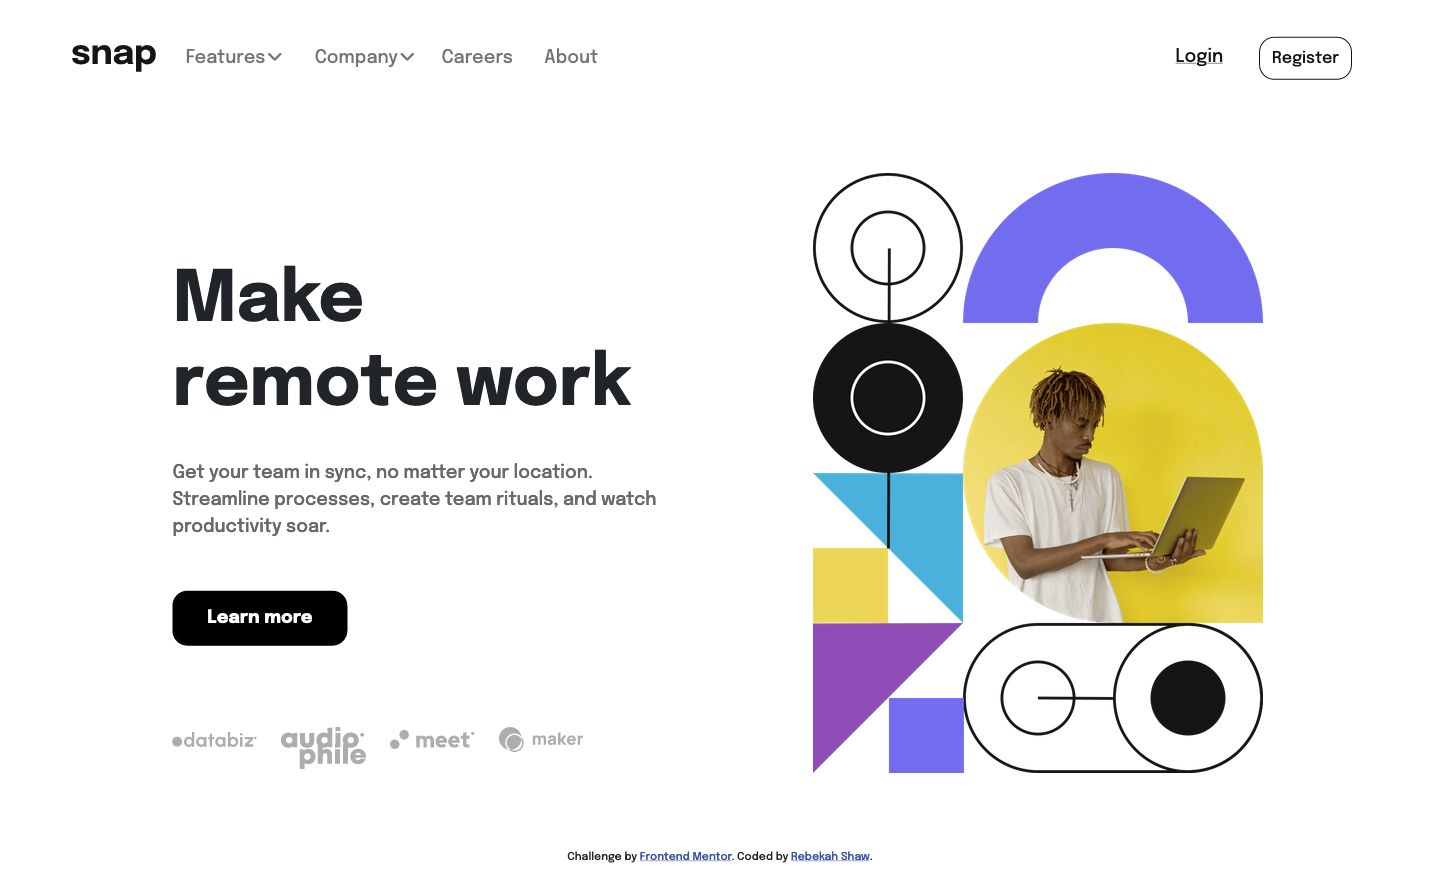 snap Features Company Careers About Login Register
Make
remote work
Get your team in sync, no matter your location.
Streamline processes, create team rituals, and watch
productivity soar.
Learn more
databiz audio phile meet maker
Challenge by Frontend Mentor. Coded by Rebekah Shaw.